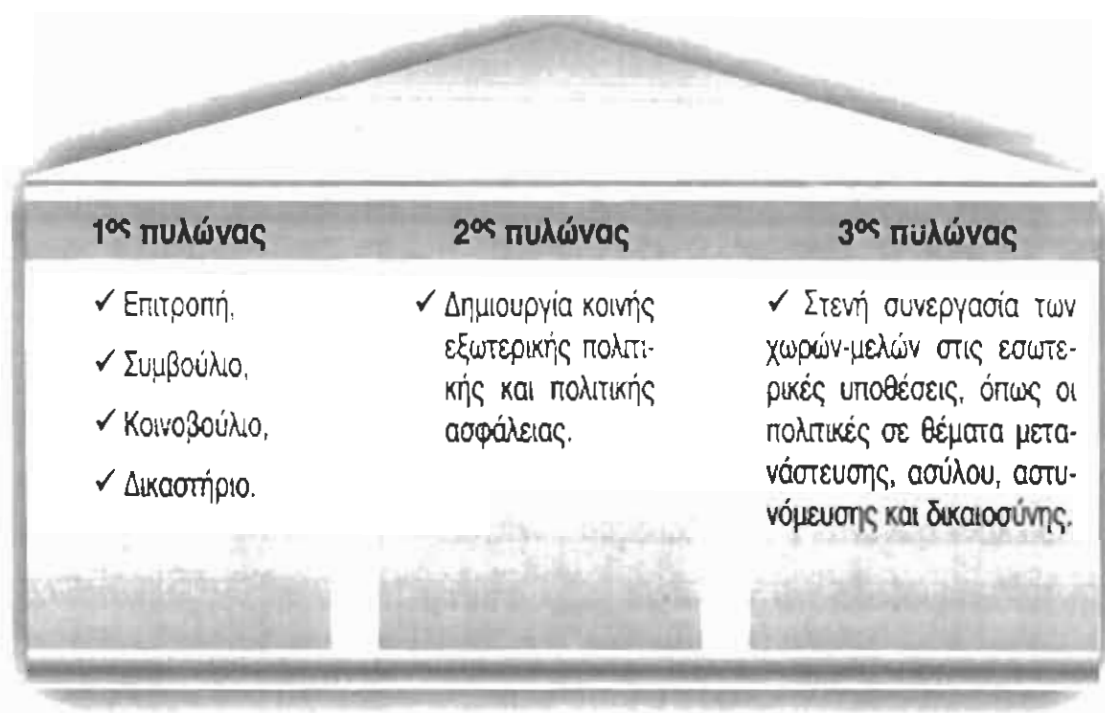 1ος πυλώνας
✓ Επιτροπή,
✓ Συμβούλιο,
✓ Κοινοβούλιο,
✓ Δικαστήριο.
2ος πυλώνας
✓ Δημιουργία κοινής
εξωτερικής πολιτι-
κής και πολιτικής
ασφάλειας.
3ος πυλώνας
✓ Στενή συνεργασία των
χωρών-μελών στις εσωτε-
ρικές υποθέσεις, όπως οι
πολιτικές σε θέματα μετα-
νάστευσης, ασύλου, αστυ-
νόμευσης και δικαιοσύνης.